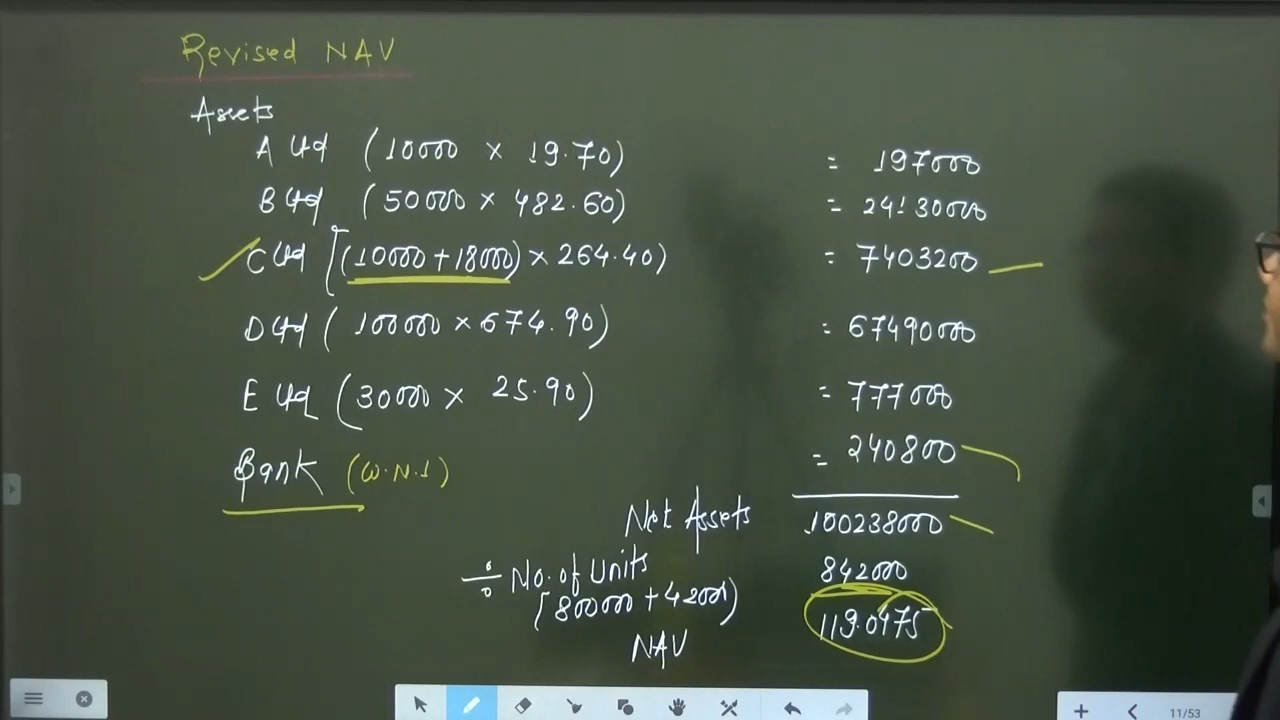 Revised NAV
Assets
A Ltd (10000 × 19.70) = 197000
B Ltd (50000 × 482.60) = 24130000
C Ltd [(10000 + 18000) × 264.40) = 7403200
D Ltd (100000 × 674.90) = 67490000
E Ltd (30000 × 25.90) = 777000
Bank (W.N.1) = 240800
Net Assets 100238000
÷ No. of Units 842000
[800000 + 42000)
NAV 119.0475
11/53